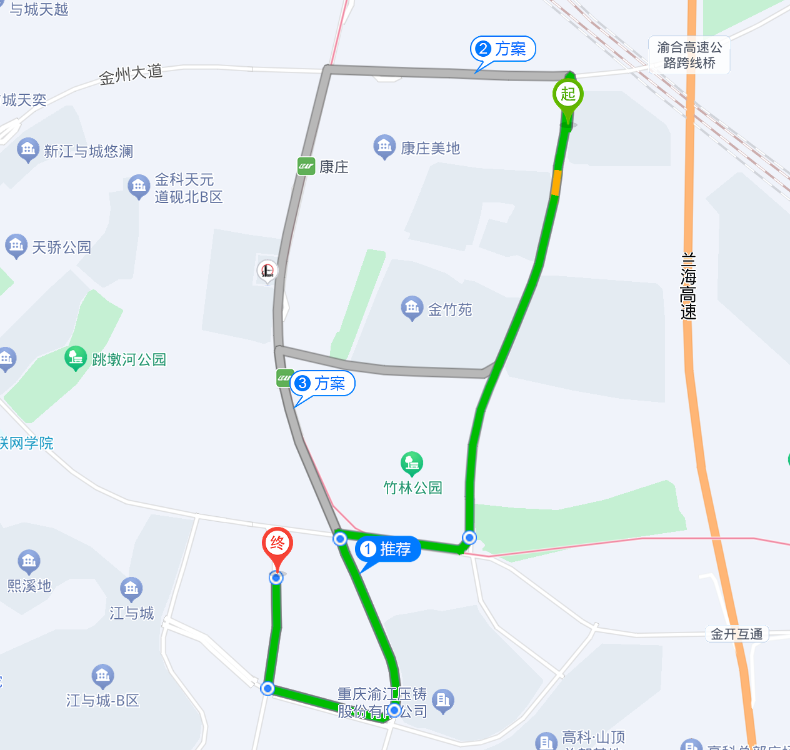 与城天越
2 方案
渝合高速公
路跨线桥
金州大道
起
城天奕
新江与城悠澜
康庄美地
康庄
金科天元
道砚北B区
天骄公园
兰海高速
金竹苑
跳墩河公园
3 方案
联网学院
竹林公园
终
1 推荐
熙溪地
江与城
金开互通
江与城-B区
重庆渝江压铸
股份有限公司
高科·山顶